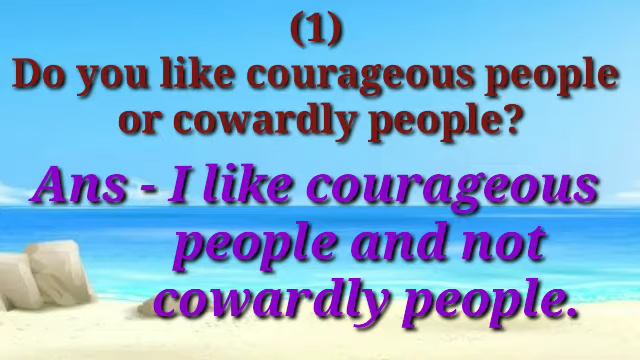 (1)
Do you like courageous people
or cowardly people?
Ans - I like courageous
people and not
cowardly people.